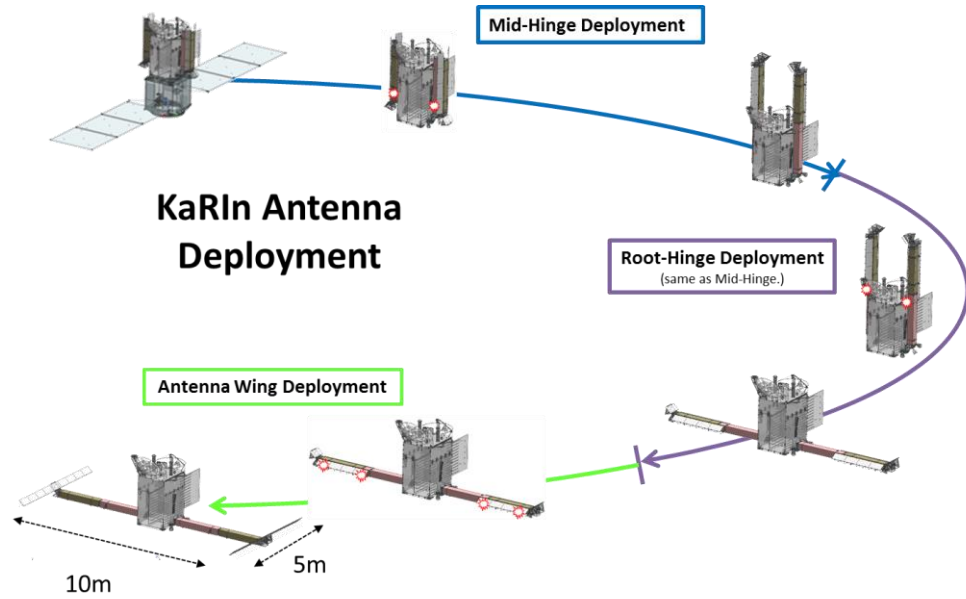 Mid-Hinge Deployment
KaRIn Antenna
Deployment
Root-Hinge Deployment
(same as Mid-Hinge.)
Antenna Wing Deployment
5m
10m